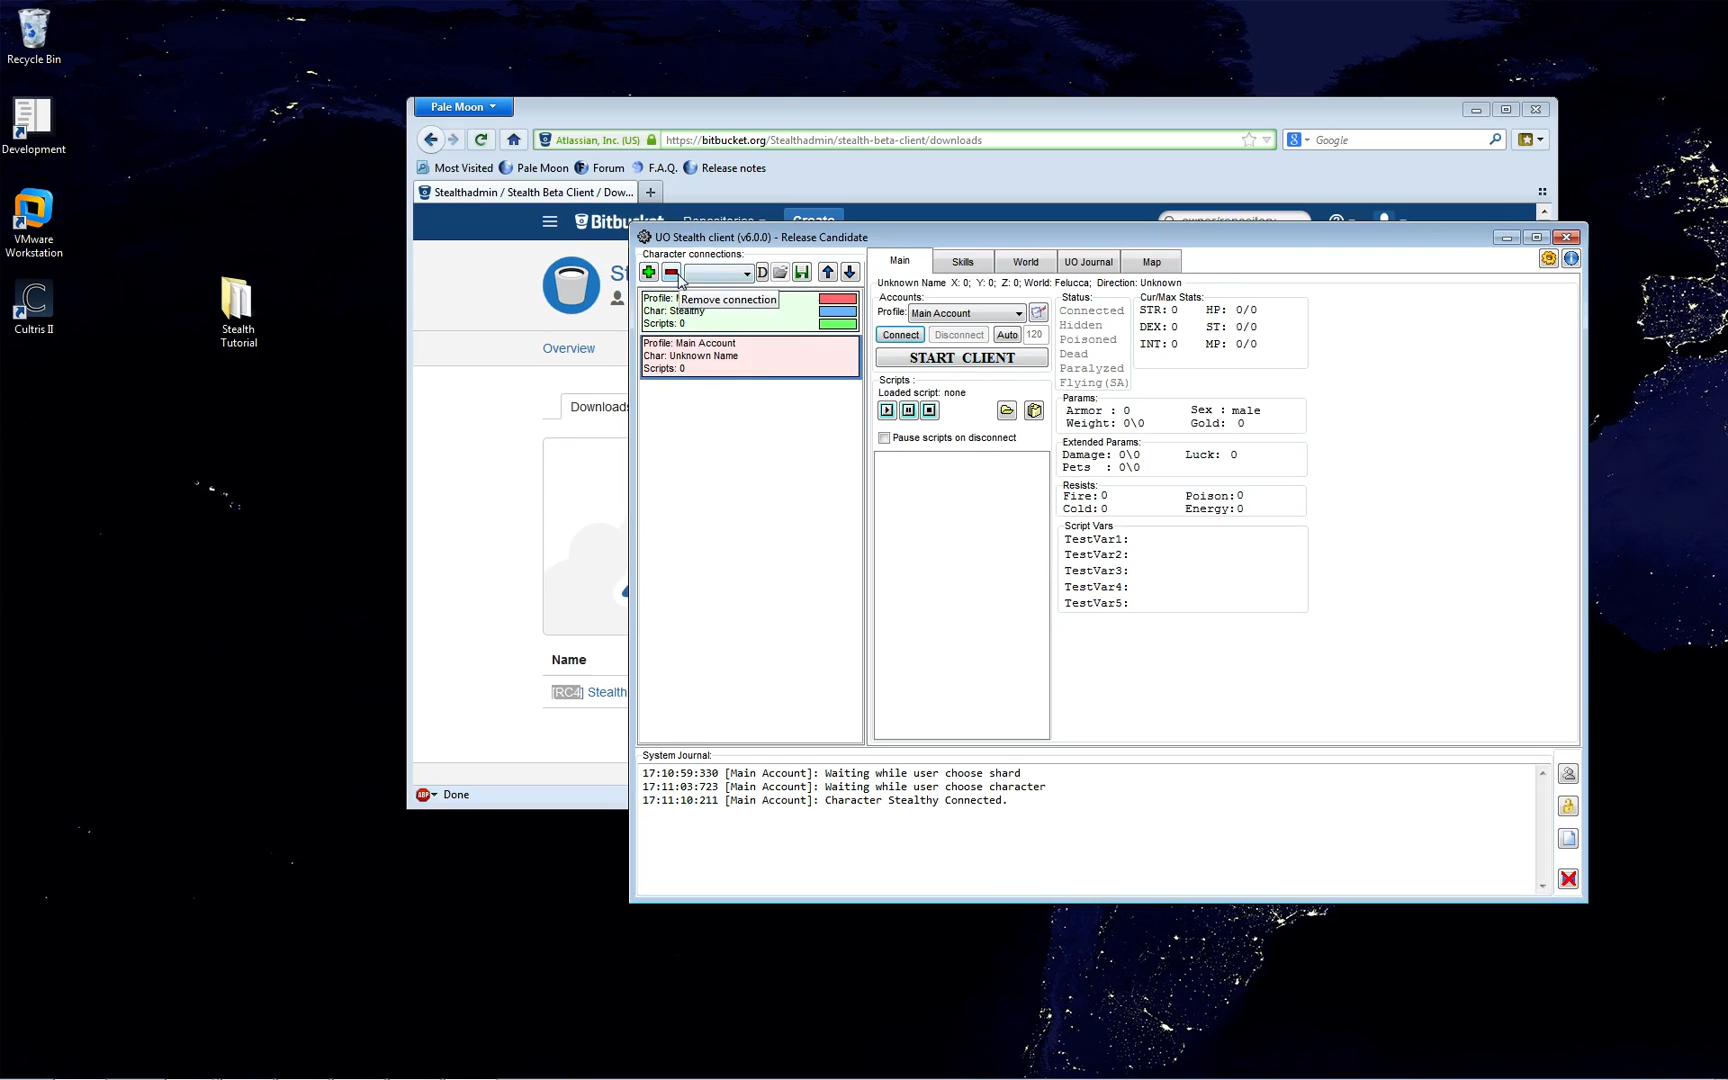 Recycle Bin
Development
VMware
Workstation
Cultris II
Stealth
Tutorial
Pale Moon
Atlassian, Inc. (US) https://bitbucket.org/Stealthadmin/stealth-beta-client/downloads
Google
Most Visited Pale Moon Forum F.A.Q. Release notes
Stealthadmin / Stealth Beta Client / Dow...
Bitbucket Repositories Create owner/repository
St
Overview
Downloads
Name
[RC4] Stealth
Done
UO Stealth client (v6.0.0) - Release Candidate
Character connections:
D
Remove connection
Profile: M
Char: Stealthy
Scripts: 0
Profile: Main Account
Char: Unknown Name
Scripts: 0
Main Skills World UO Journal Map
Unknown Name X: 0; Y: 0; Z: 0; World: Felucca; Direction: Unknown
Accounts:
Profile: Main Account
Connect Disconnect Auto 120
START CLIENT
Scripts :
Loaded script: none
Pause scripts on disconnect
Status:
Connected
Hidden
Poisoned
Dead
Paralyzed
Flying(SA)
Cur/Max Stats:
STR: 0 HP: 0/0
DEX: 0 ST: 0/0
INT: 0 MP: 0/0
Params:
Armor : 0 Sex : male
Weight: 0\0 Gold: 0
Extended Params:
Damage: 0\0 Luck: 0
Pets : 0\0
Resists:
Fire: 0 Poison: 0
Cold: 0 Energy: 0
Script Vars
TestVar1:
TestVar2:
TestVar3:
TestVar4:
TestVar5:
System Journal:
17:10:59:330 [Main Account]: Waiting while user choose shard
17:11:03:723 [Main Account]: Waiting while user choose character
17:11:10:211 [Main Account]: Character Stealthy Connected.